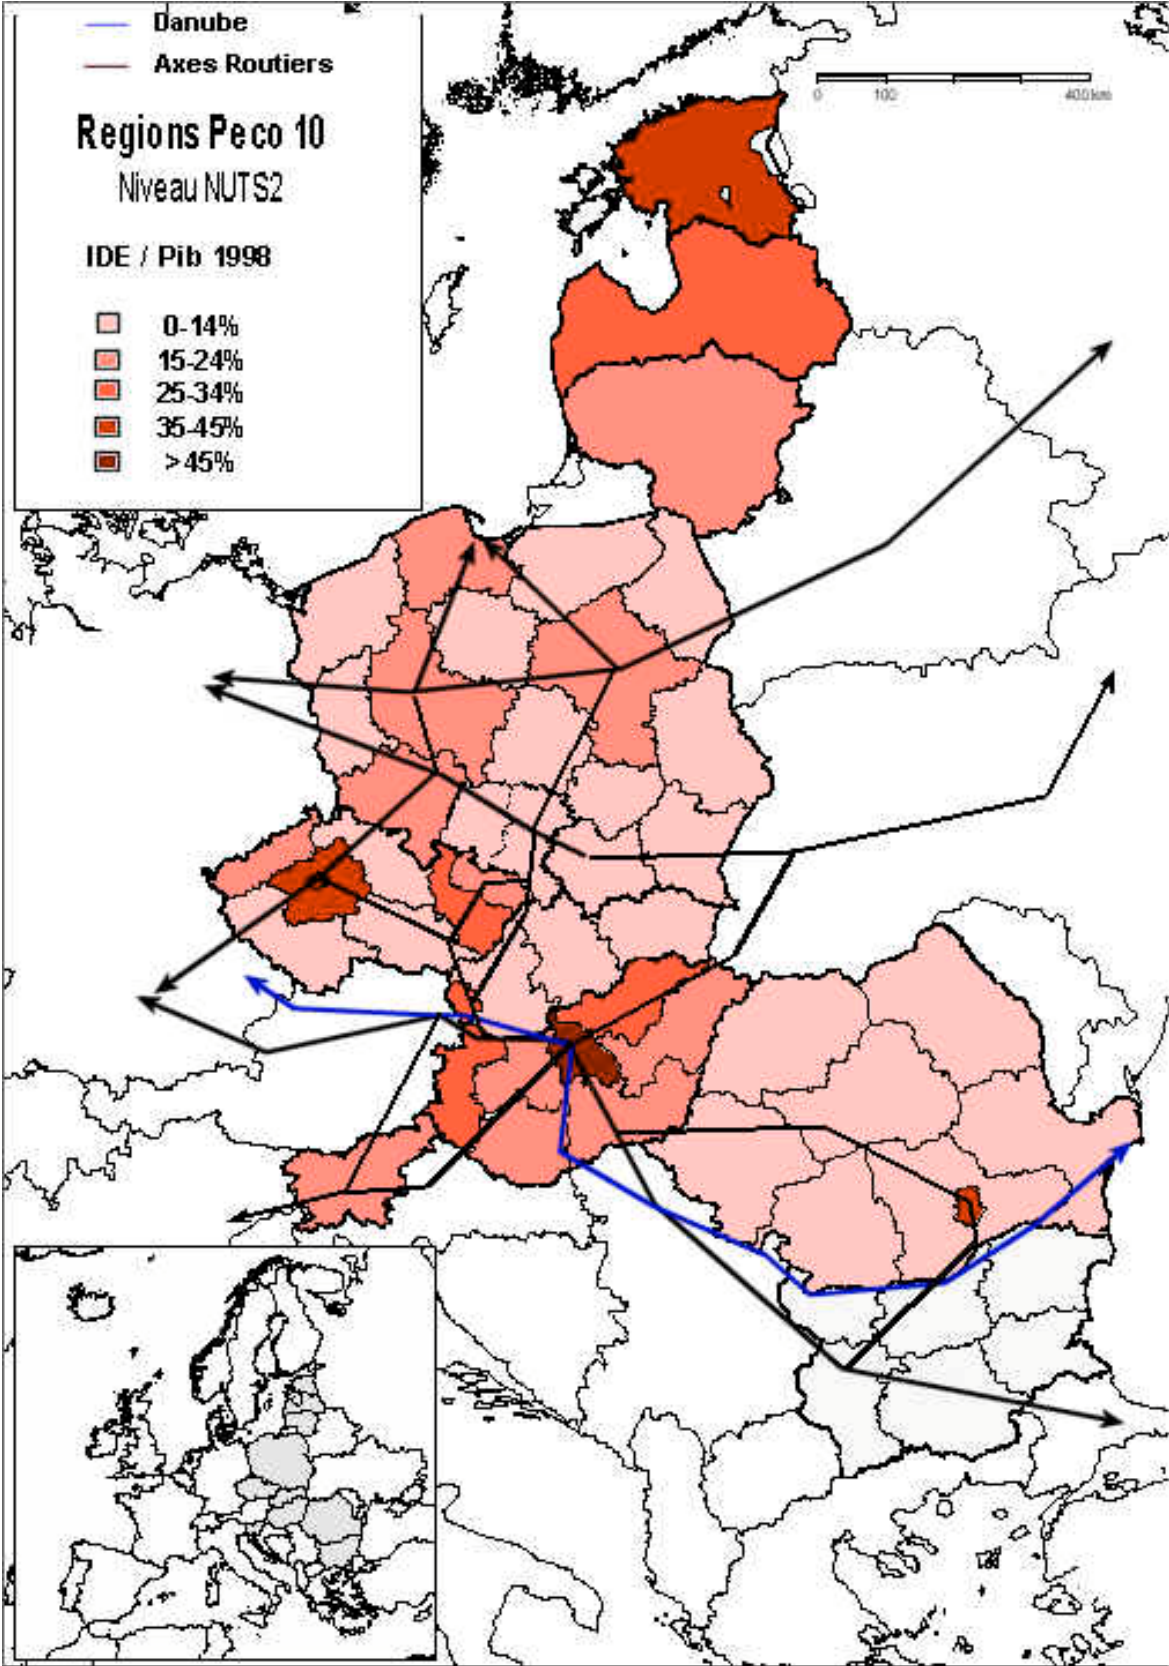 Danube
Axes Routiers
Regions Peco 10
Niveau NUTS2
IDE / Pib 1998
0-14%
15-24%
25-34%
35-45%
>45%
0 100 400 km